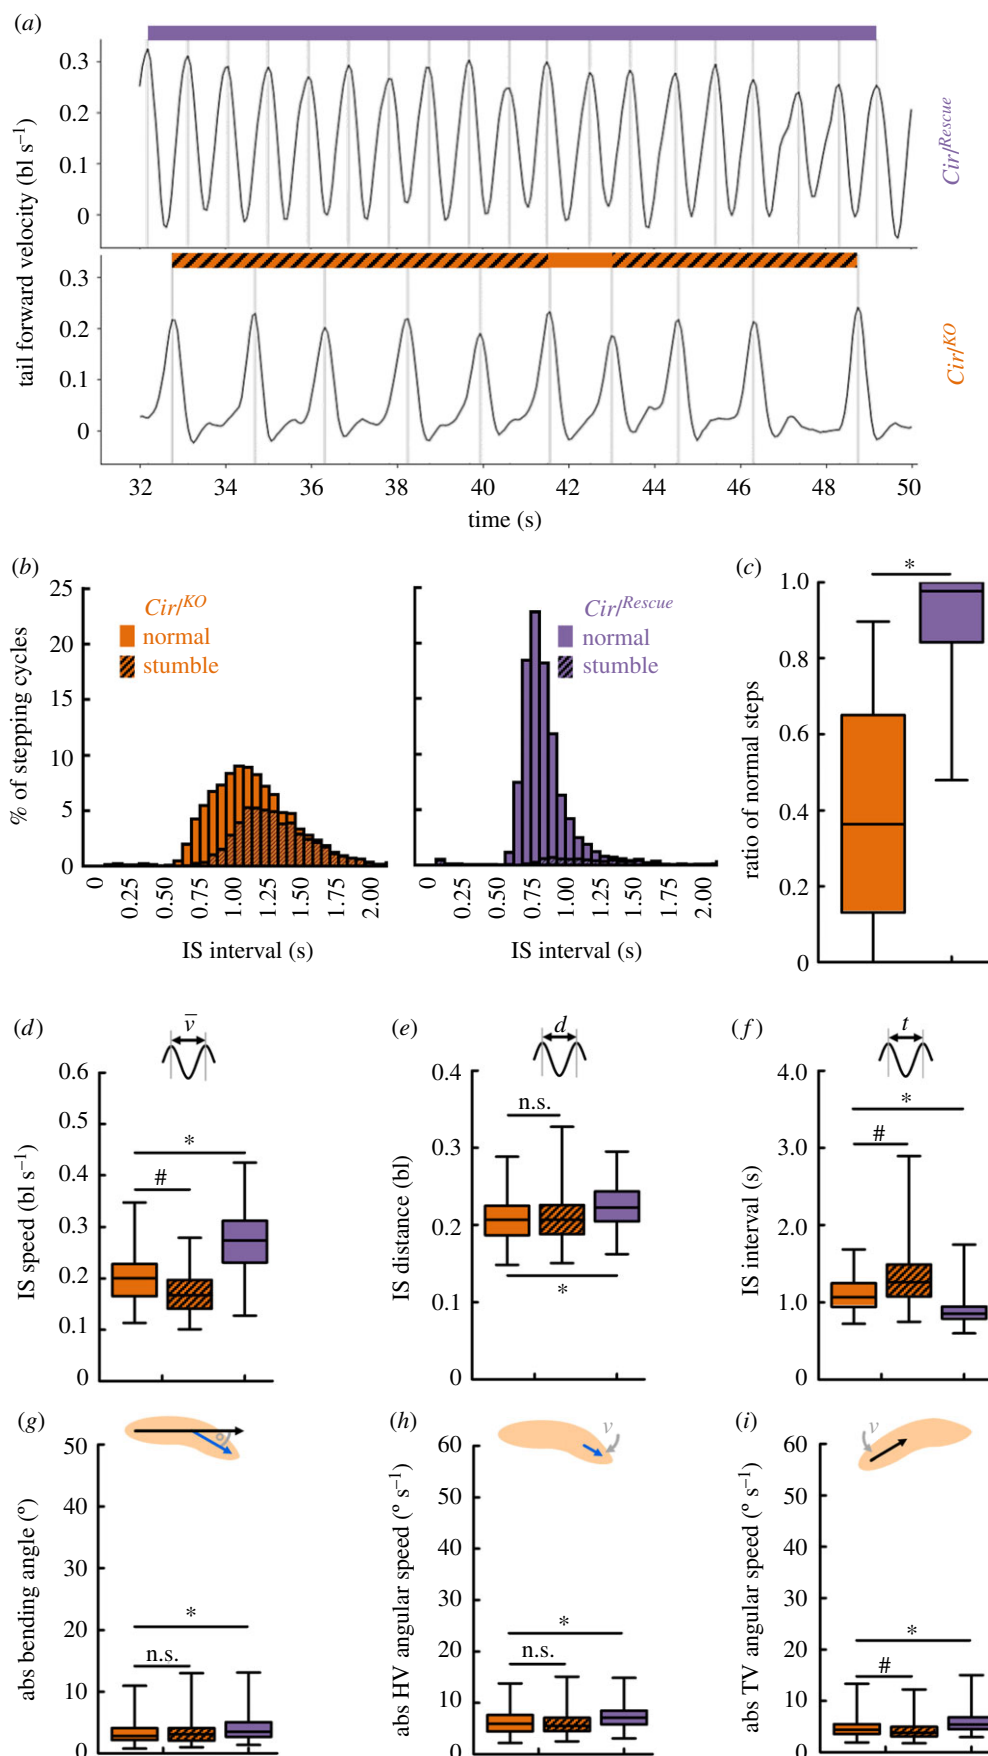 (a)
tail forward velocity (bl s⁻¹)
0.3
0.2
0.1
0
Cirl^Rescue
0.3
0.2
0.1
0
Cirl^KO
32 34 36 38 40 42 44 46 48 50
time (s)
(b)
% of stepping cycles
25
20
15
10
5
0
Cirl^KO
normal
stumble
0 0.25 0.50 0.75 1.00 1.25 1.50 1.75 2.00
IS interval (s)
Cirl^Rescue
normal
stumble
0 0.25 0.50 0.75 1.00 1.25 1.50 1.75 2.00
IS interval (s)
(c)
*
ratio of normal steps
1.0
0.8
0.6
0.4
0.2
0
(d)
v̅
IS speed (bl s⁻¹)
0.6
0.5
0.4
0.3
0.2
0.1
0
*
#
(e)
d
IS distance (bl)
0.4
0.3
0.2
0.1
0
n.s.
*
(f)
t
IS interval (s)
4.0
3.0
2.0
1.0
0
*
#
(g)
abs bending angle (º)
50
40
30
20
10
0
*
n.s.
(h)
v
abs HV angular speed (º s⁻¹)
60
50
40
30
20
10
0
*
n.s.
(i)
v
abs TV angular speed (º s⁻¹)
60
50
40
30
20
10
0
*
#